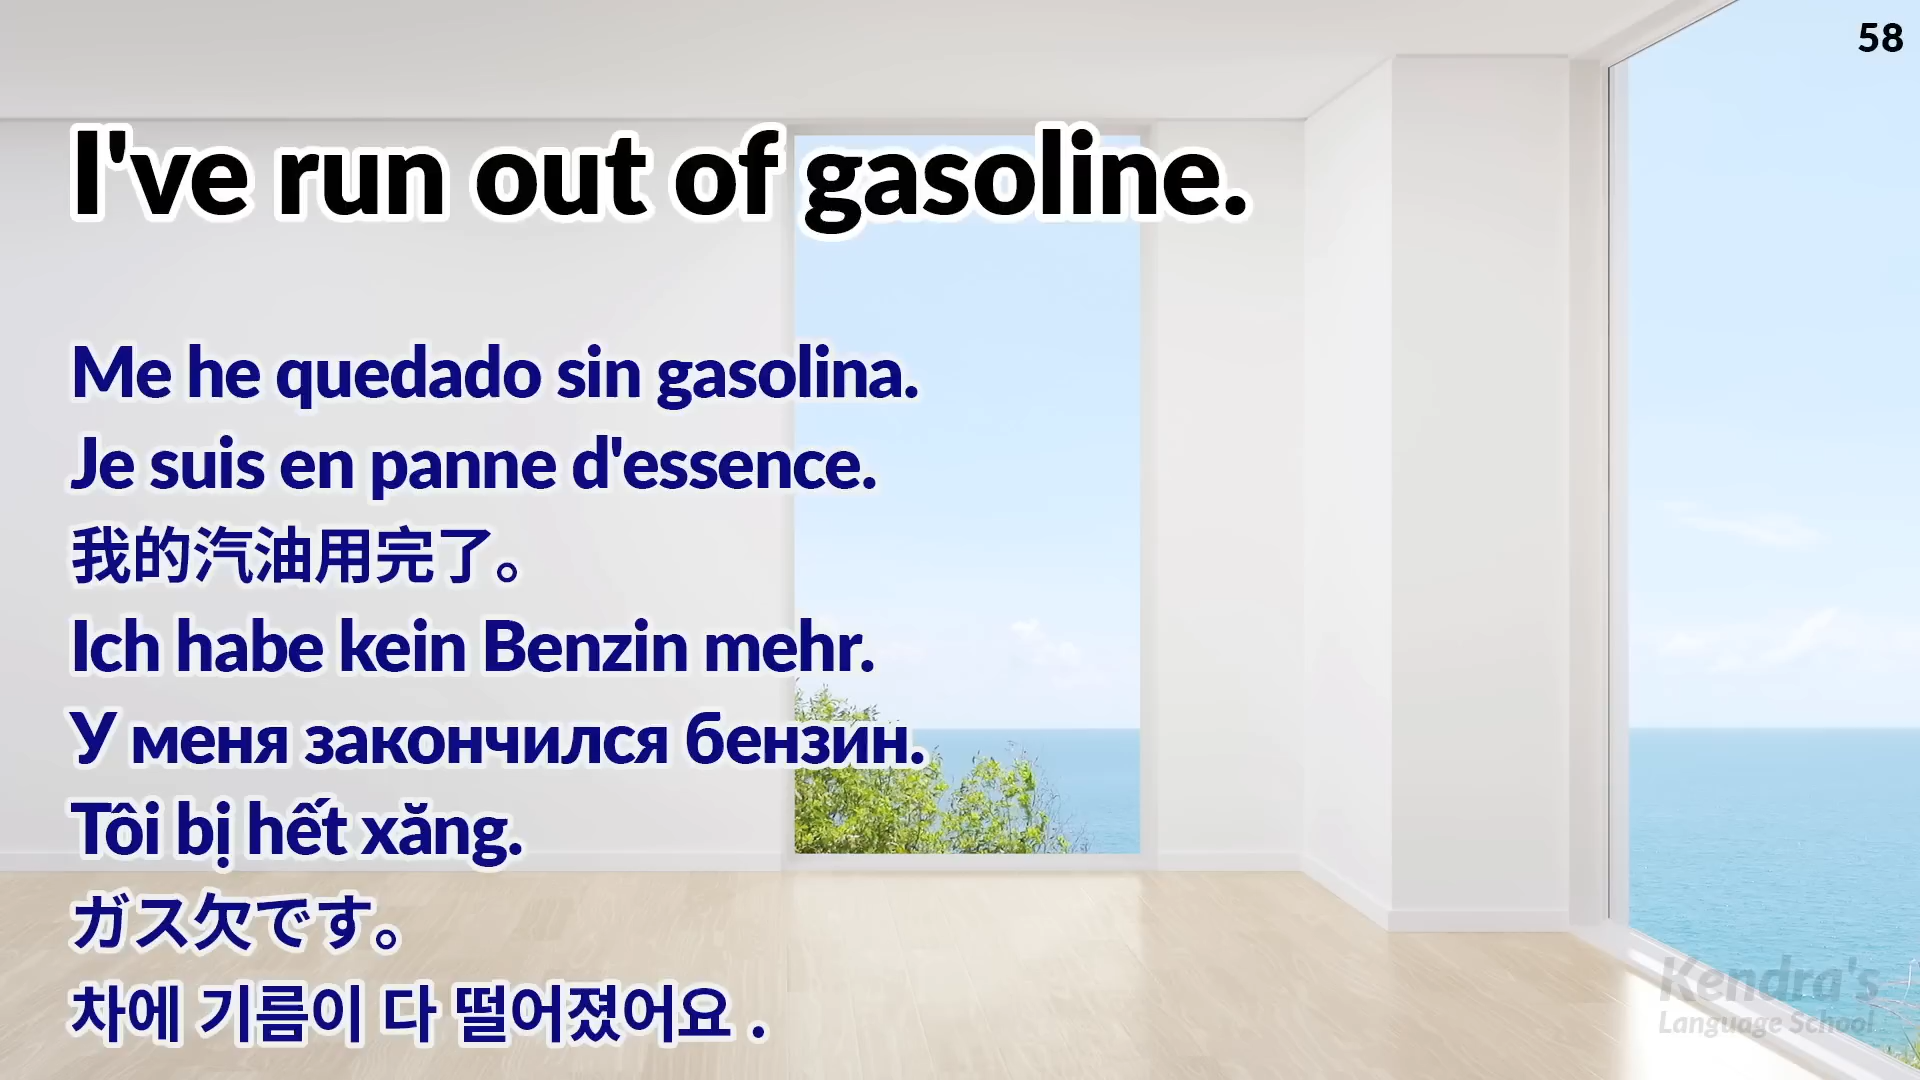 58
I've run out of gasoline.
Me he quedado sin gasolina.
Je suis en panne d'essence.
我的汽油用完了。
Ich habe kein Benzin mehr.
У меня закончился бензин.
Tôi bị hết xăng.
ガス欠です。
차에 기름이 다 떨어졌어요 .
Kendra's
Language School